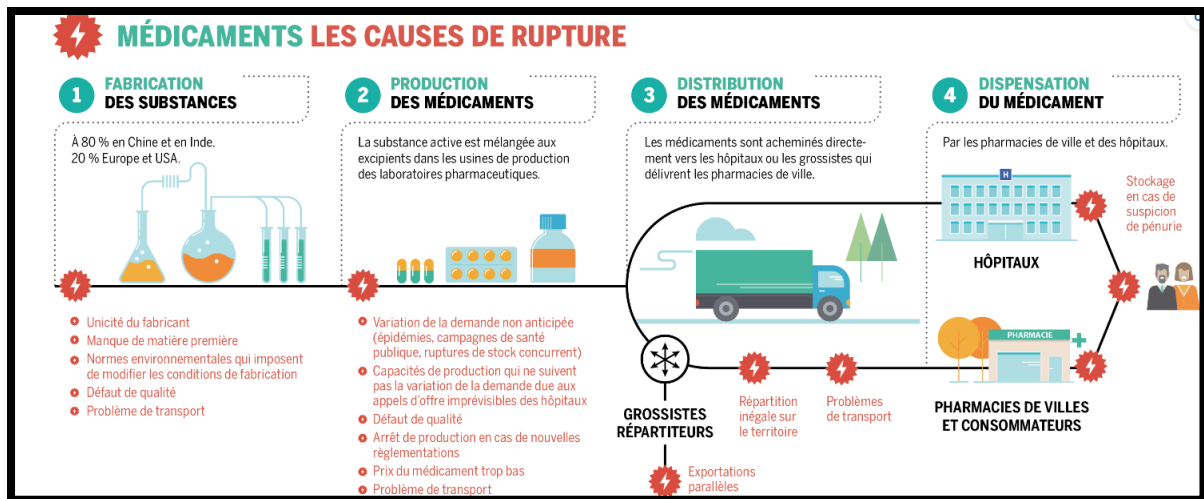 MÉDICAMENTS LES CAUSES DE RUPTURE
1
FABRICATION
DES SUBSTANCES
À 80 % en Chine et en Inde.
20 % Europe et USA.
Unicité du fabricant
Manque de matière première
Normes environnementales qui imposent
de modifier les conditions de fabrication
Défaut de qualité
Problème de transport
2
PRODUCTION
DES MÉDICAMENTS
La substance active est mélangée aux
excipients dans les usines de production
des laboratoires pharmaceutiques.
Variation de la demande non anticipée
(épidémies, campagnes de santé
publique, ruptures de stock concurrent)
Capacités de production qui ne suivent
pas la variation de la demande due aux
appels d'offre imprévisibles des hôpitaux
Défaut de qualité
Arrêt de production en cas de nouvelles
règlementations
Prix du médicament trop bas
Problème de transport
3
DISTRIBUTION
DES MÉDICAMENTS
Les médicaments sont acheminés directe-
ment vers les hôpitaux ou les grossistes qui
délivrent les pharmacies de ville.
GROSSISTES
RÉPARTITEURS
Exportations
parallèles
Répartition
inégale sur
le territoire
Problèmes
de transport
4
DISPENSATION
DU MÉDICAMENT
Par les pharmacies de ville et des hôpitaux.
H
HÔPITAUX
Stockage
en cas de
suspicion
de pénurie
PHARMACIE
PHARMACIES DE VILLES
ET CONSOMMATEURS